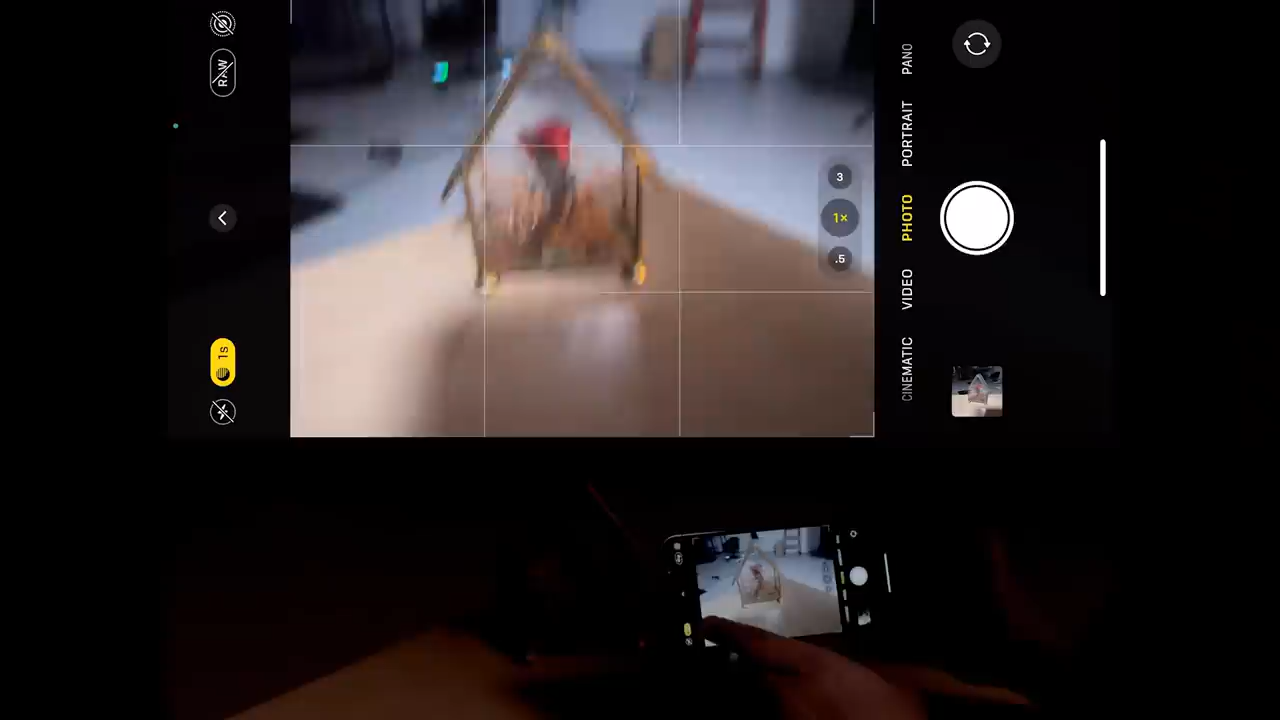 RAW
1s
3
1×
.5
PANO
PORTRAIT
PHOTO
VIDEO
CINEMATIC